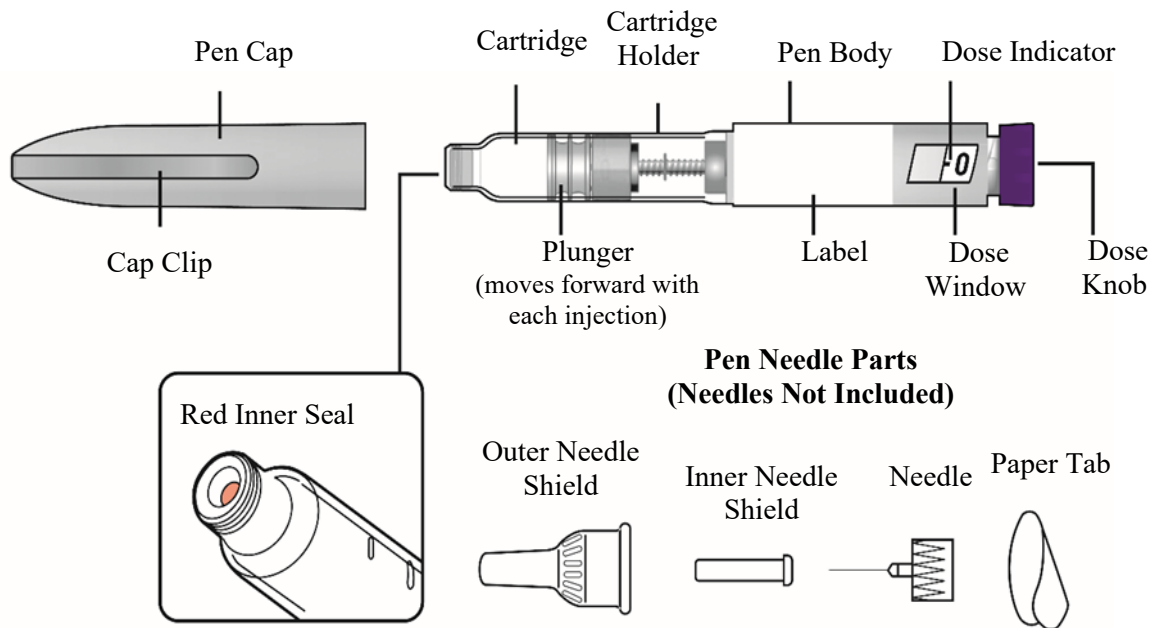 Pen Cap
Cartridge
Cartridge
Holder
Pen Body
Dose Indicator
0
Cap Clip
Plunger
(moves forward with
each injection)
Label
Dose
Window
Dose
Knob
Pen Needle Parts
(Needles Not Included)
Red Inner Seal
Outer Needle
Shield
Inner Needle
Shield
Needle
Paper Tab